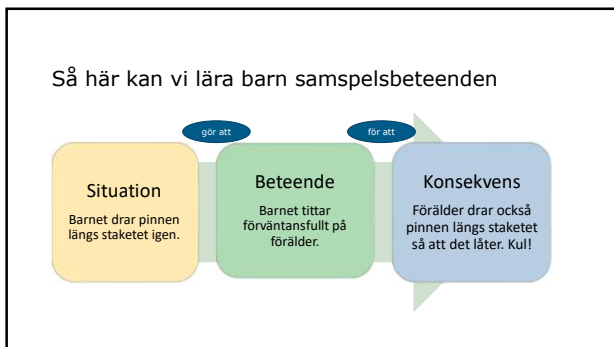 Så här kan vi lära barn samspelsbeteenden
gör att
för att
Situation
Barnet drar pinnen
längs staketet igen.
Beteende
Barnet tittar
förväntansfullt på
förälder.
Konsekvens
Förälder drar också
pinnen längs staketet
så att det låter. Kul!